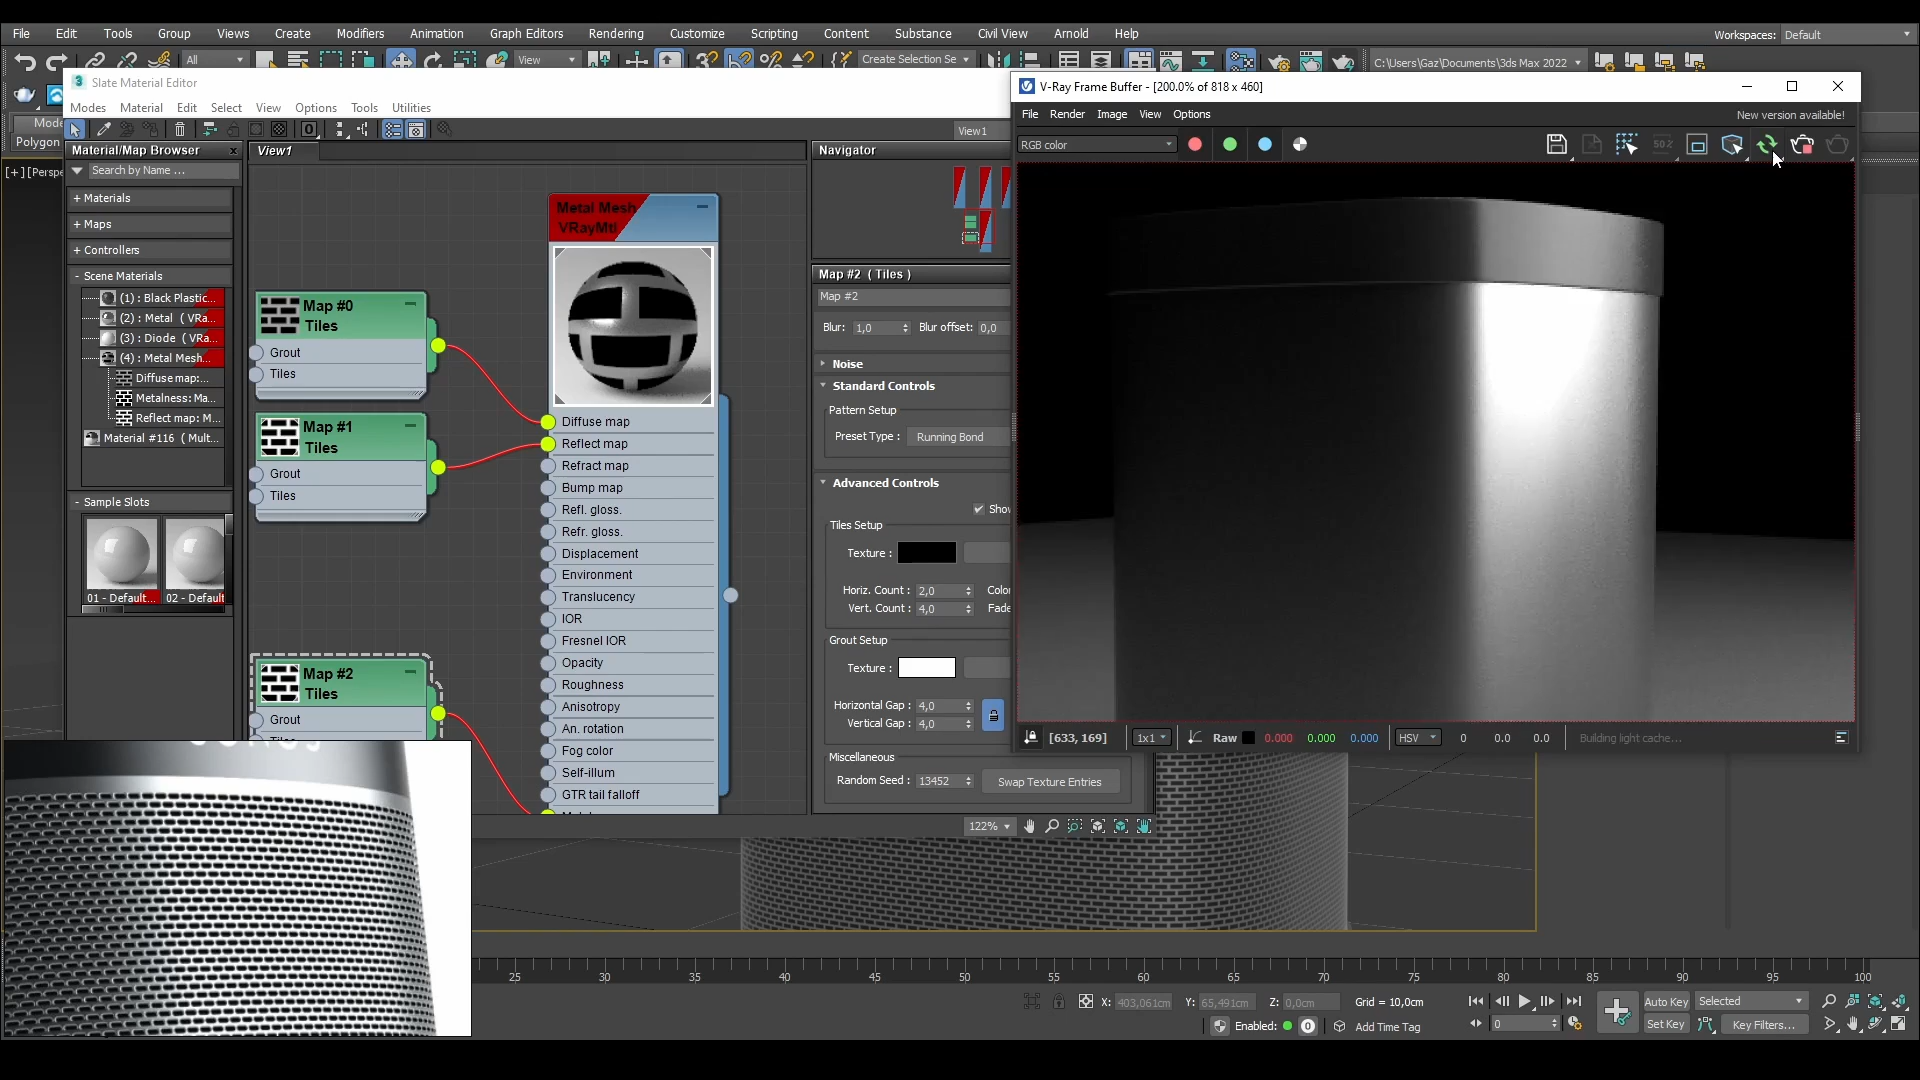 File Edit Tools Group Views Create Modifiers Animation Graph Editors Rendering Customize Scripting Content Substance Civil View Arnold Help
Workspaces: Default
All
View
Create Selection Se
C:\Users\Gaz\Documents\3ds Max 2022
3 Slate Material Editor
Modes Material Edit Select View Options Tools Utilities
Mode
Polygon
View1
Material/Map Browser x
View1
Search by Name ...
[+][Perspe
+ Materials
+ Maps
+ Controllers
- Scene Materials
(1) : Black Plastic...
(2) : Metal ( VRa...
(3) : Diode ( VRa...
(4) : Metal Mesh...
Diffuse map:...
Metalness: Ma...
Reflect map: M...
Material #116 ( Mult...
- Sample Slots
01 - Default... 02 - Default
Map #0
Tiles
Grout
Tiles
Map #1
Tiles
Grout
Tiles
Map #2
Tiles
Grout
Metal Mesh
VRayMtl
Diffuse map
Reflect map
Refract map
Bump map
Refl. gloss.
Refr. gloss.
Displacement
Environment
Translucency
IOR
Fresnel IOR
Opacity
Roughness
Anisotropy
An. rotation
Fog color
Self-illum
GTR tail falloff
Navigator
Map #2 ( Tiles )
Map #2
Blur: 1,0 Blur offset: 0,0
Noise
Standard Controls
Pattern Setup
Preset Type : Running Bond
Advanced Controls
Show
Tiles Setup
Texture :
Horiz. Count : 2,0 Color
Vert. Count : 4,0 Fade
Grout Setup
Texture :
Horizontal Gap : 4,0
Vertical Gap : 4,0
Miscellaneous
Random Seed : 13452 Swap Texture Entries
122%
V-Ray Frame Buffer - [200.0% of 818 x 460]
File Render Image View Options
New version available!
RGB color
[633, 169] 1x1 Raw 0.000 0.000 0.000 HSV 0 0.0 0.0 Building light cache...
25 30 35 40 45 50 55 60 65 70 75 80 85 90 95 100
X: 403,061cm Y: 65,491cm Z: 0,0cm Grid = 10,0cm
Auto Key Selected
Enabled: 0 Add Time Tag
0
Set Key Key Filters...